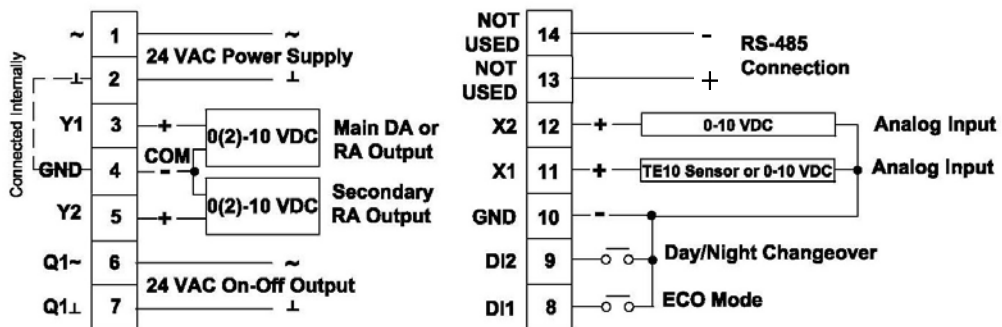 ~ 1 ~
24 VAC Power Supply
⊥ 2 ⊥
Connected Internally
Y1 3 +
0(2)-10 VDC
Main DA or
RA Output
COM
GND 4 -
Secondary
RA Output
0(2)-10 VDC
Y2 5 +
Q1~ 6 ~
24 VAC On-Off Output
Q1⊥ 7 ⊥
NOT
USED
14 -
RS-485
Connection
NOT
USED
13 +
X2 12 + 0-10 VDC Analog Input
X1 11 + TE10 Sensor or 0-10 VDC Analog Input
GND 10 -
DI2 9 Day/Night Changeover
DI1 8 ECO Mode